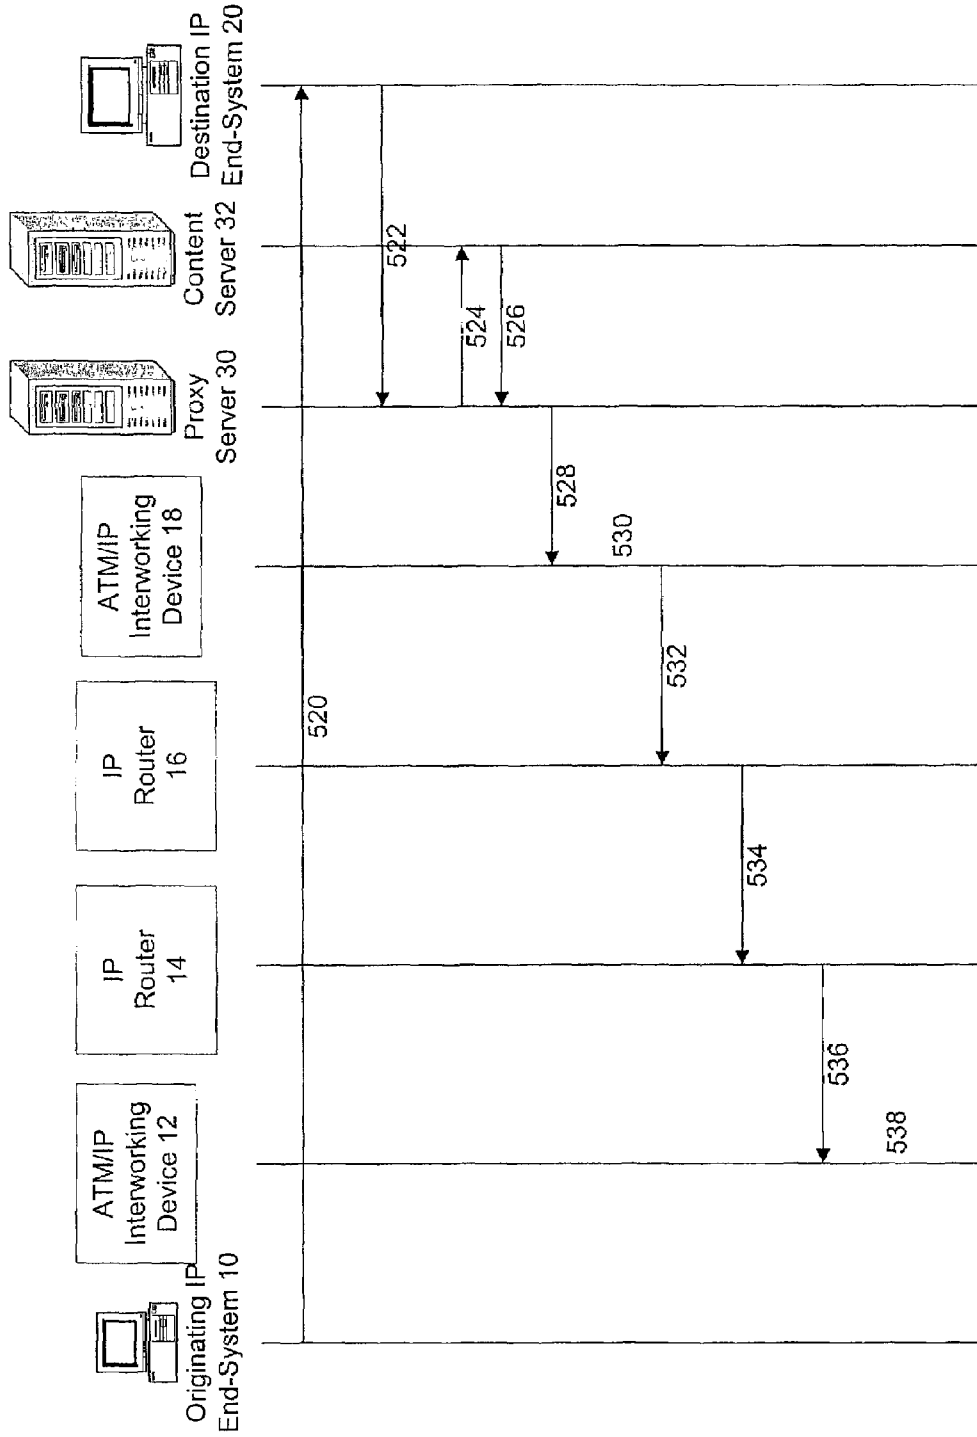 Originating IP
End-System 10
ATM/IP
Interworking
Device 12
IP
Router
14
IP
Router
16
ATM/IP
Interworking
Device 18
Proxy
Server 30
Content
Server 32
Destination IP
End-System 20
520
522
524
526
528
530
532
534
536
538